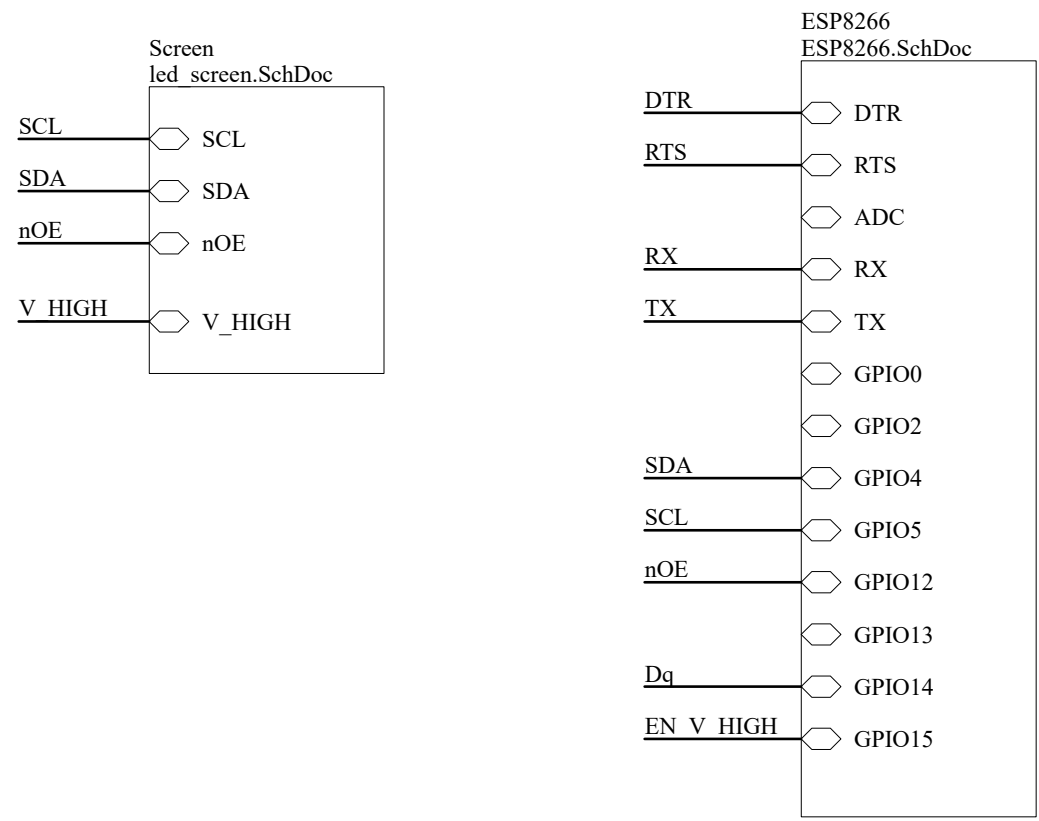 Screen
led_screen.SchDoc
SCL
SCL
SDA
SDA
nOE
nOE
V_HIGH
V_HIGH
ESP8266
ESP8266.SchDoc
DTR
DTR
RTS
RTS
ADC
RX
RX
TX
TX
GPIO0
GPIO2
SDA
GPIO4
SCL
GPIO5
nOE
GPIO12
GPIO13
Dq
GPIO14
EN_V_HIGH
GPIO15